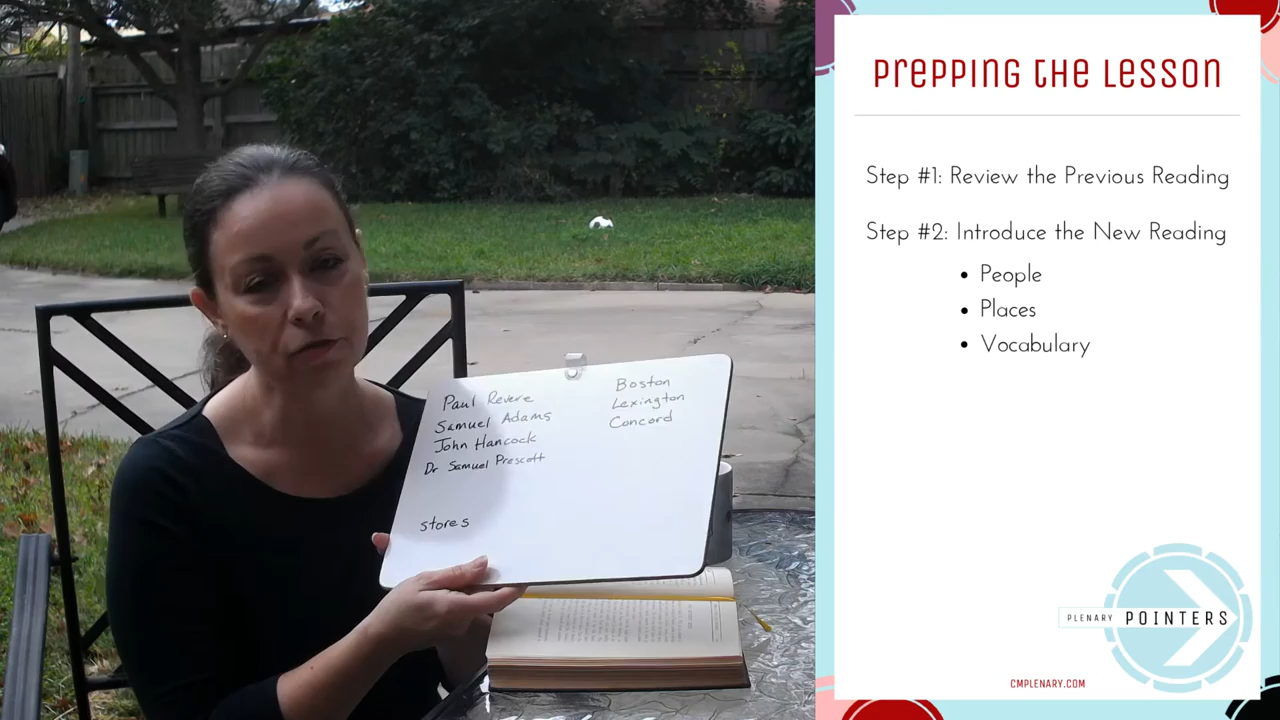 Paul Revere
Samuel Adams
John Hancock
Dr Samuel Prescott
stores
Boston
Lexington
Concord
PREPPING THE LESSON
Step #1: Review the Previous Reading
Step #2: Introduce the New Reading
• People
• Places
• Vocabulary
PLENARY POINTERS
CMPLENARY.COM